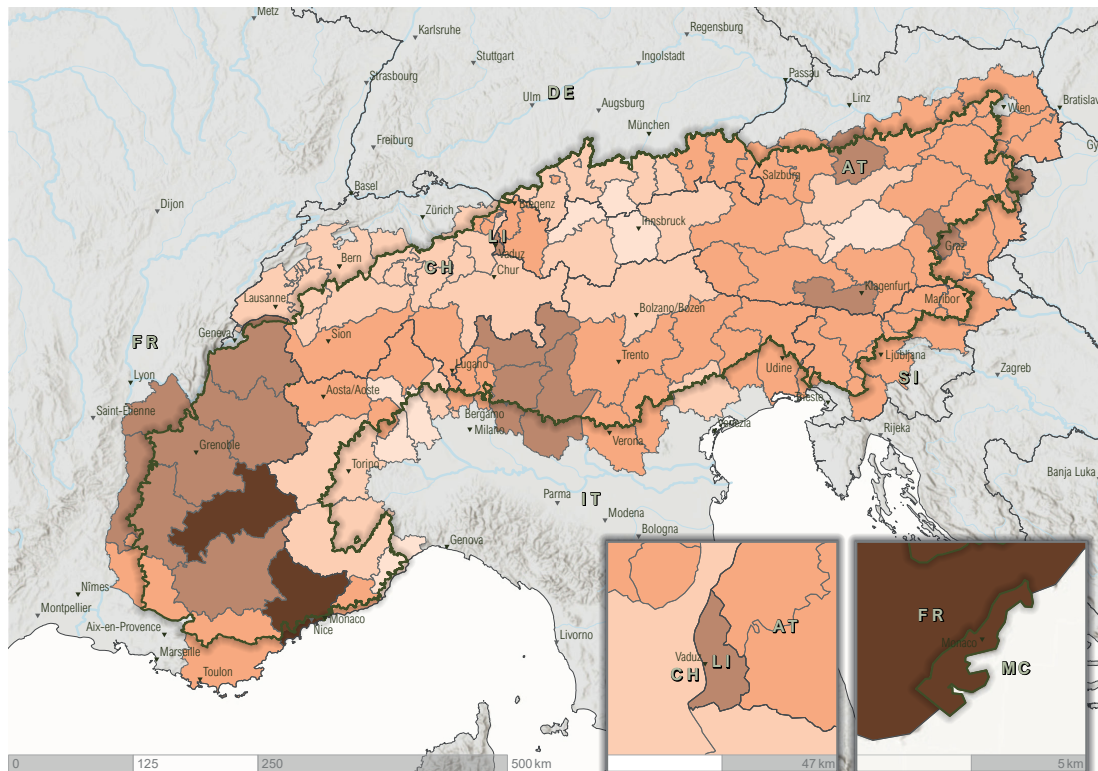 Metz
Karlsruhe
Regensburg
Stuttgart
Ingolstadt
Strasbourg
Passau
DE
Ulm
Augsburg
Linz
Wien
Bratislav
München
Freiburg
Gy
AT
Salzburg
Basel
Zürich
Bregenz
Dijon
Innsbruck
LI
Bern
Vaduz
Graz
CH
Chur
Lausanne
Klagenfurt
Maribor
Bolzano/Bozen
Geneva
Sion
FR
Trento
Ljubljana
Lugano
Udine
SI
Lyon
Zagreb
Aosta/Aoste
Trieste
Saint-Étienne
Bergamo
Milano
Venezia
Rijeka
Verona
Grenoble
Torino
Banja Luka
IT
Parma
Modena
Bologna
Genova
Nîmes
Montpellier
Monaco
Nice
Aix-en-Provence
Livorno
Marseille
Toulon
FR
AT
Monaco
Vaduz
LI
CH
MC
0
125
250
500 km
47 km
5 km